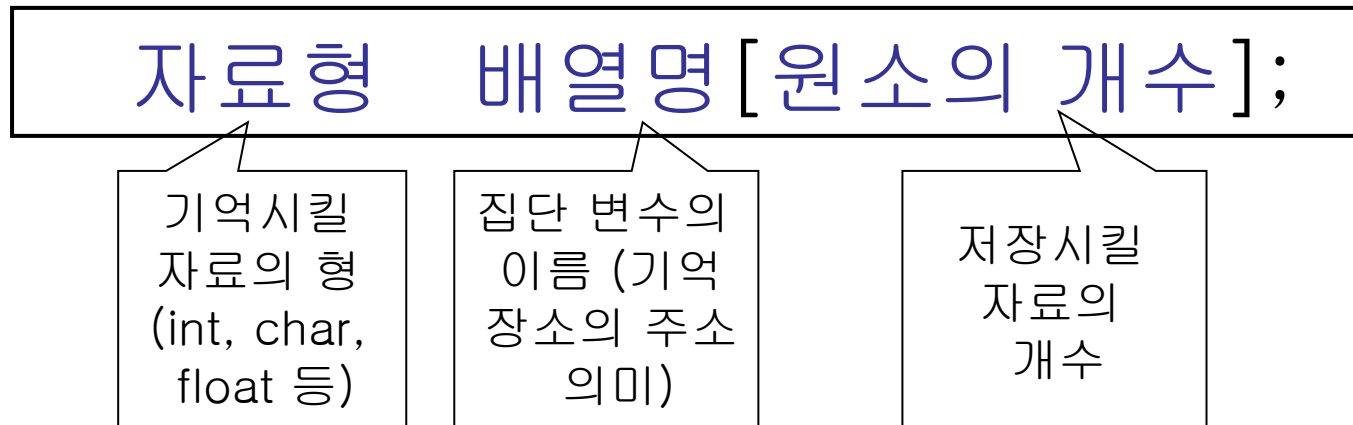 자료형 배열명[원소의 개수];
기억시킬
자료의 형
(int, char,
float 등)
집단 변수의
이름 (기억
장소의 주소
의미)
저장시킬
자료의
개수